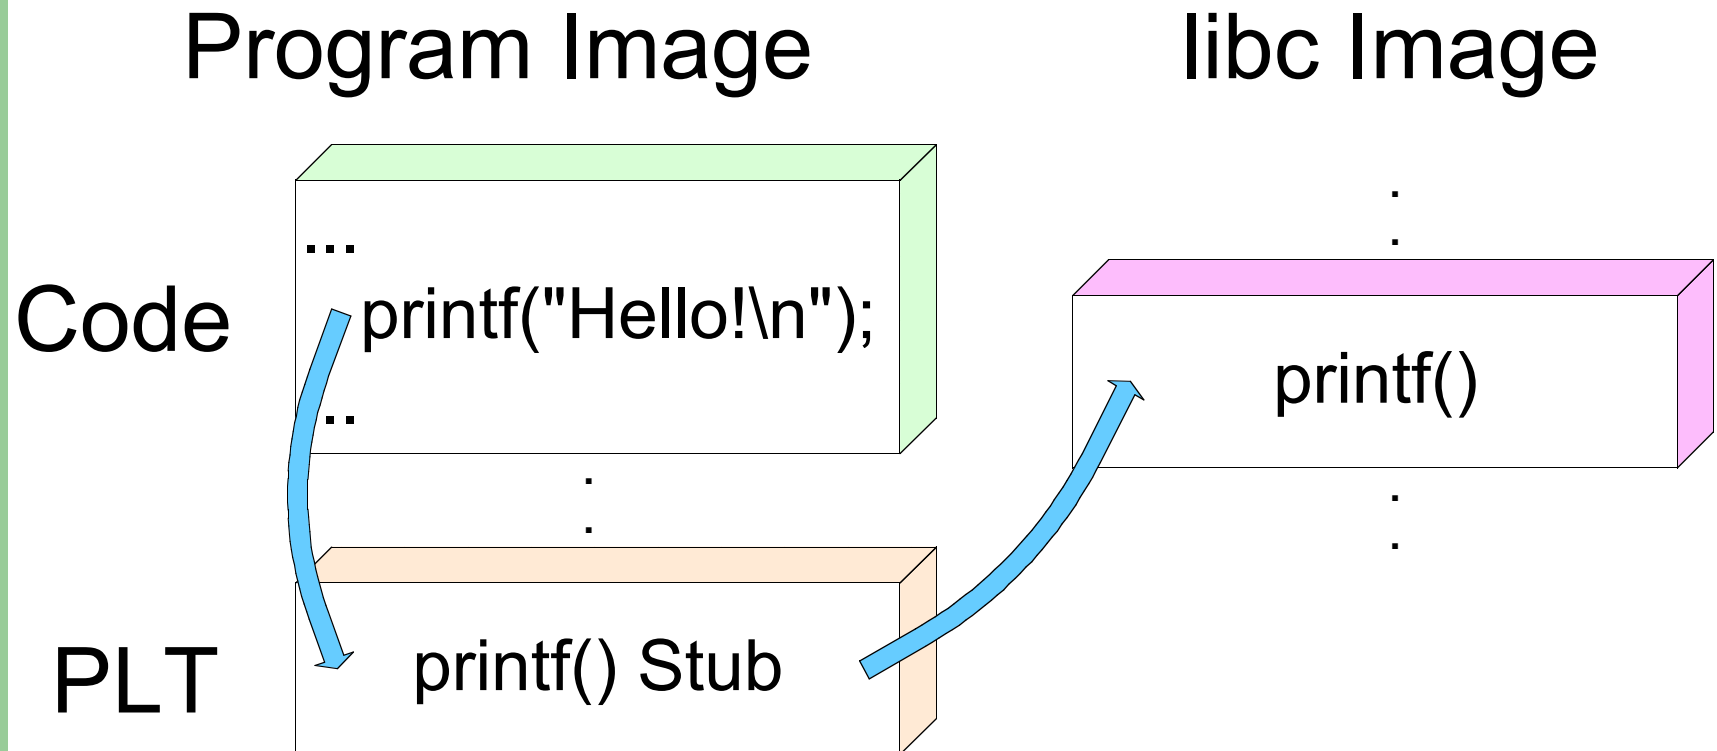 Program Image
libc Image
...
Code
printf("Hello!\n");
printf()
..
.
.
.
.
.
.
PLT
printf() Stub